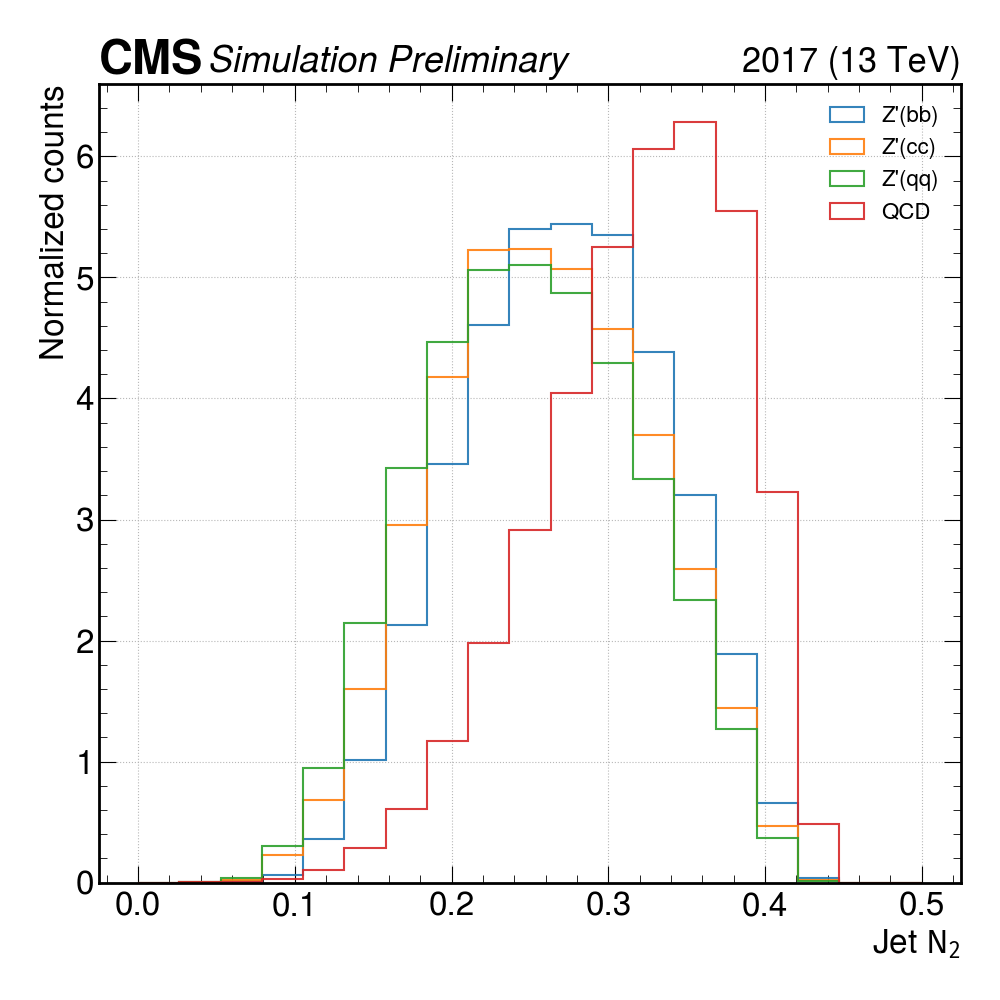 CMS Simulation Preliminary 2017 (13 TeV)
Normalized counts
Z'(bb)
Z'(cc)
Z'(qq)
QCD
6
5
4
3
2
1
0
0.0 0.1 0.2 0.3 0.4 0.5
Jet N₂